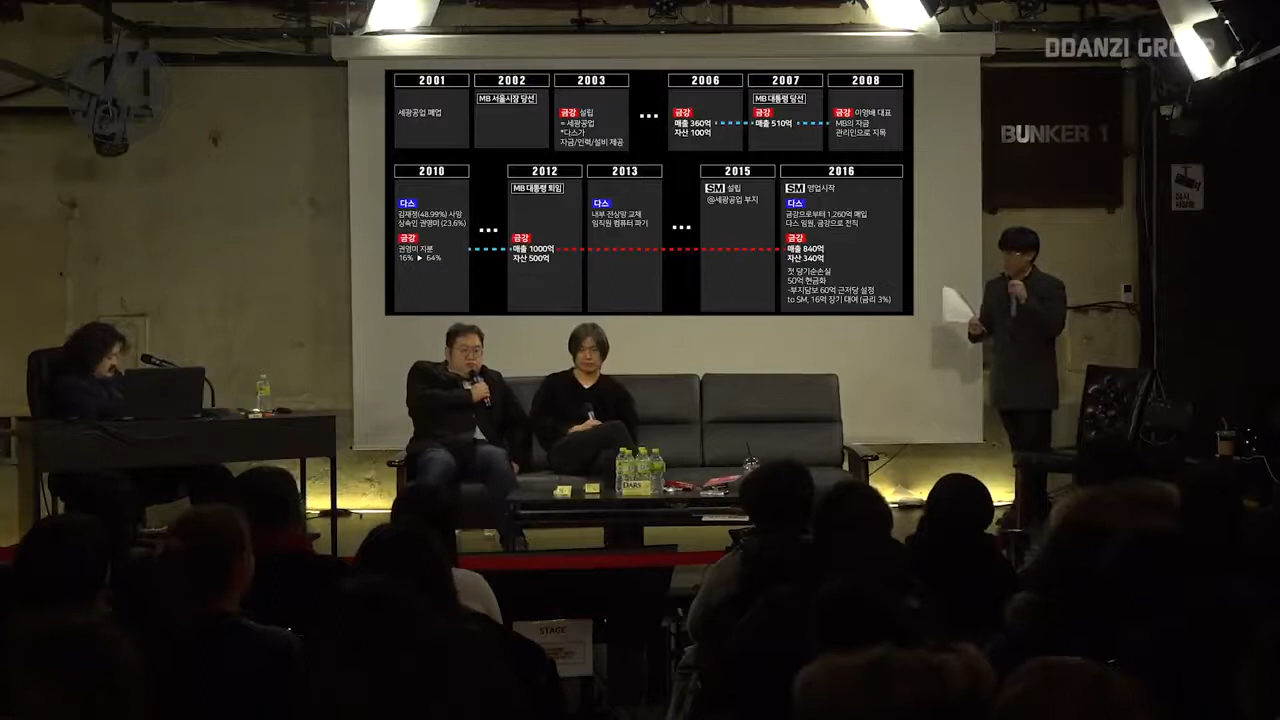 DDANZI GROUP
BUNKER 1
2001
세광공업 폐업
2002
MB 서울시장 당선
2003
금강 설립
= 세광공업
*다스가
자금/인력/설비 제공
...
2006
금강
매출 360억
자산 100억
2007
MB 대통령 당선
금강
매출 510억
2008
금강 이영배 대표
MB의 자금
관리인으로 지목
2010
다스
김재정(48.99%) 사망
상속인 권영미 (23.6%)
금강
권영미 지분
16% ▶ 64%
...
2012
MB 대통령 퇴임
금강
매출 1000억
자산 500억
2013
다스
내부 전상망 교체
임직원 컴퓨터 파기
...
2015
SM 설립
@세광공업 부지
2016
SM 영업시작
다스
금강으로부터 1,260억 매입
다스 임원, 금강으로 전직
금강
매출 840억
자산 340억
첫 당기순손실
50억 현금화
-부지담보 60억 근저당 설정
to SM, 16억 장기 대여 (금리 3%)
DARS
STAGE